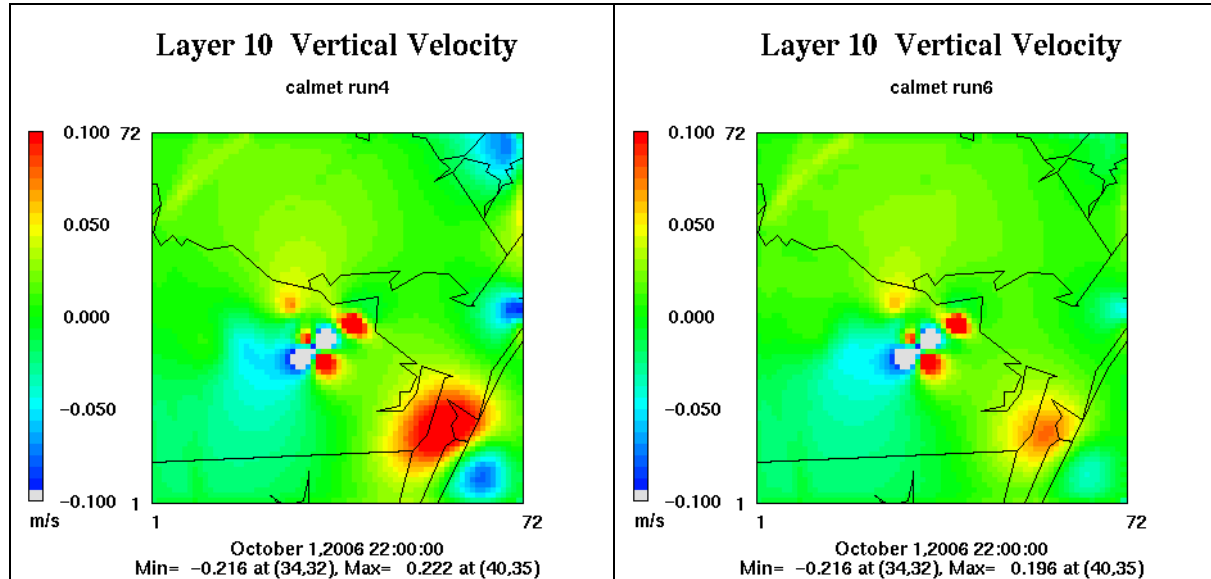 Layer 10 Vertical Velocity
calmet run4
0.100
0.050
0.000
−0.050
−0.100
m/s
72
1
1
72
October 1,2006 22:00:00
Min= −0.216 at (34,32), Max= 0.222 at (40,35)
Layer 10 Vertical Velocity
calmet run6
0.100
0.050
0.000
−0.050
−0.100
m/s
72
1
1
72
October 1,2006 22:00:00
Min= −0.216 at (34,32), Max= 0.196 at (40,35)